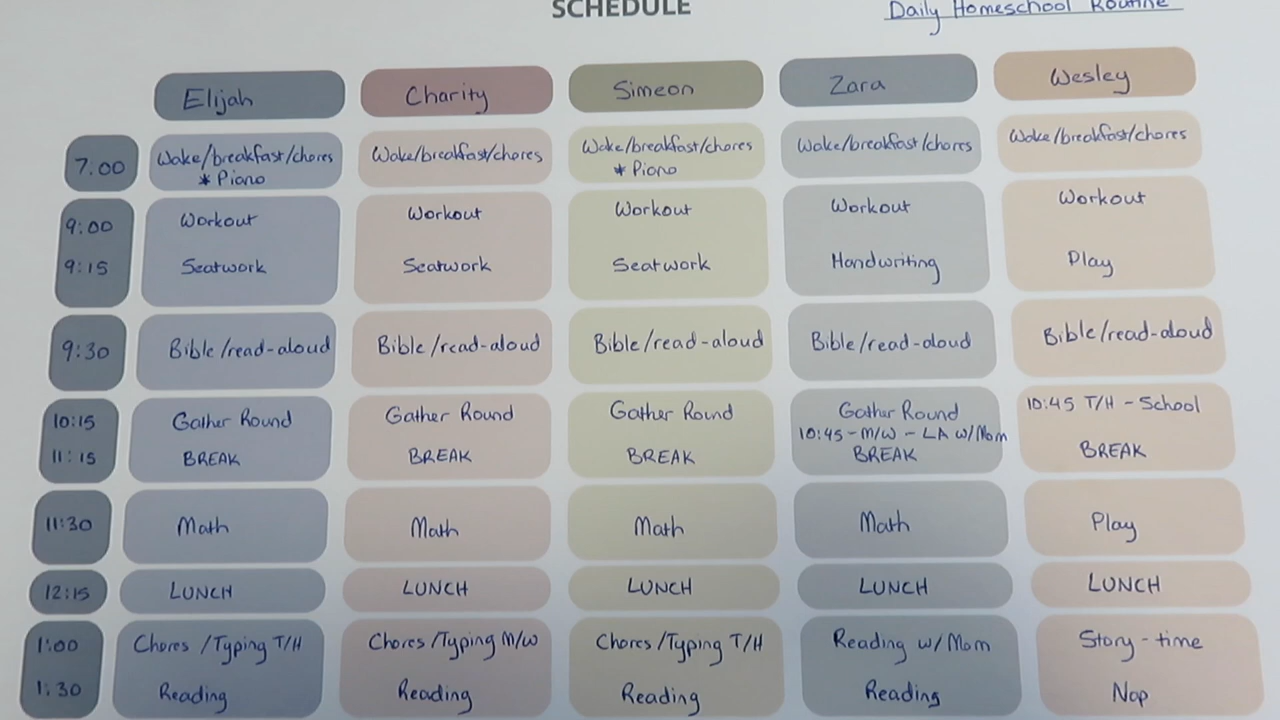 SCHEDULE
Daily Homeschool Routine
Elijah Charity Simeon Zara Wesley
7:00 Wake/breakfast/chores Wake/breakfast/chores Wake/breakfast/chores Wake/breakfast/chores Wake/breakfast/chores
* Piano * Piano
9:00 Workout Workout Workout Workout Workout
9:15 Seatwork Seatwork Seatwork Handwriting Play
9:30 Bible/read-aloud Bible/read-aloud Bible/read-aloud Bible/read-aloud Bible/read-aloud
10:15 Gather Round Gather Round Gather Round Gather Round 10:45 T/H - School
10:45 - M/W - LA w/Mom
11:15 BREAK BREAK BREAK BREAK BREAK
11:30 Math Math Math Math Play
12:15 LUNCH LUNCH LUNCH LUNCH LUNCH
1:00 Chores/Typing T/H Chores/Typing M/W Chores/Typing T/H Reading w/Mom Story-time
1:30 Reading Reading Reading Reading Nap